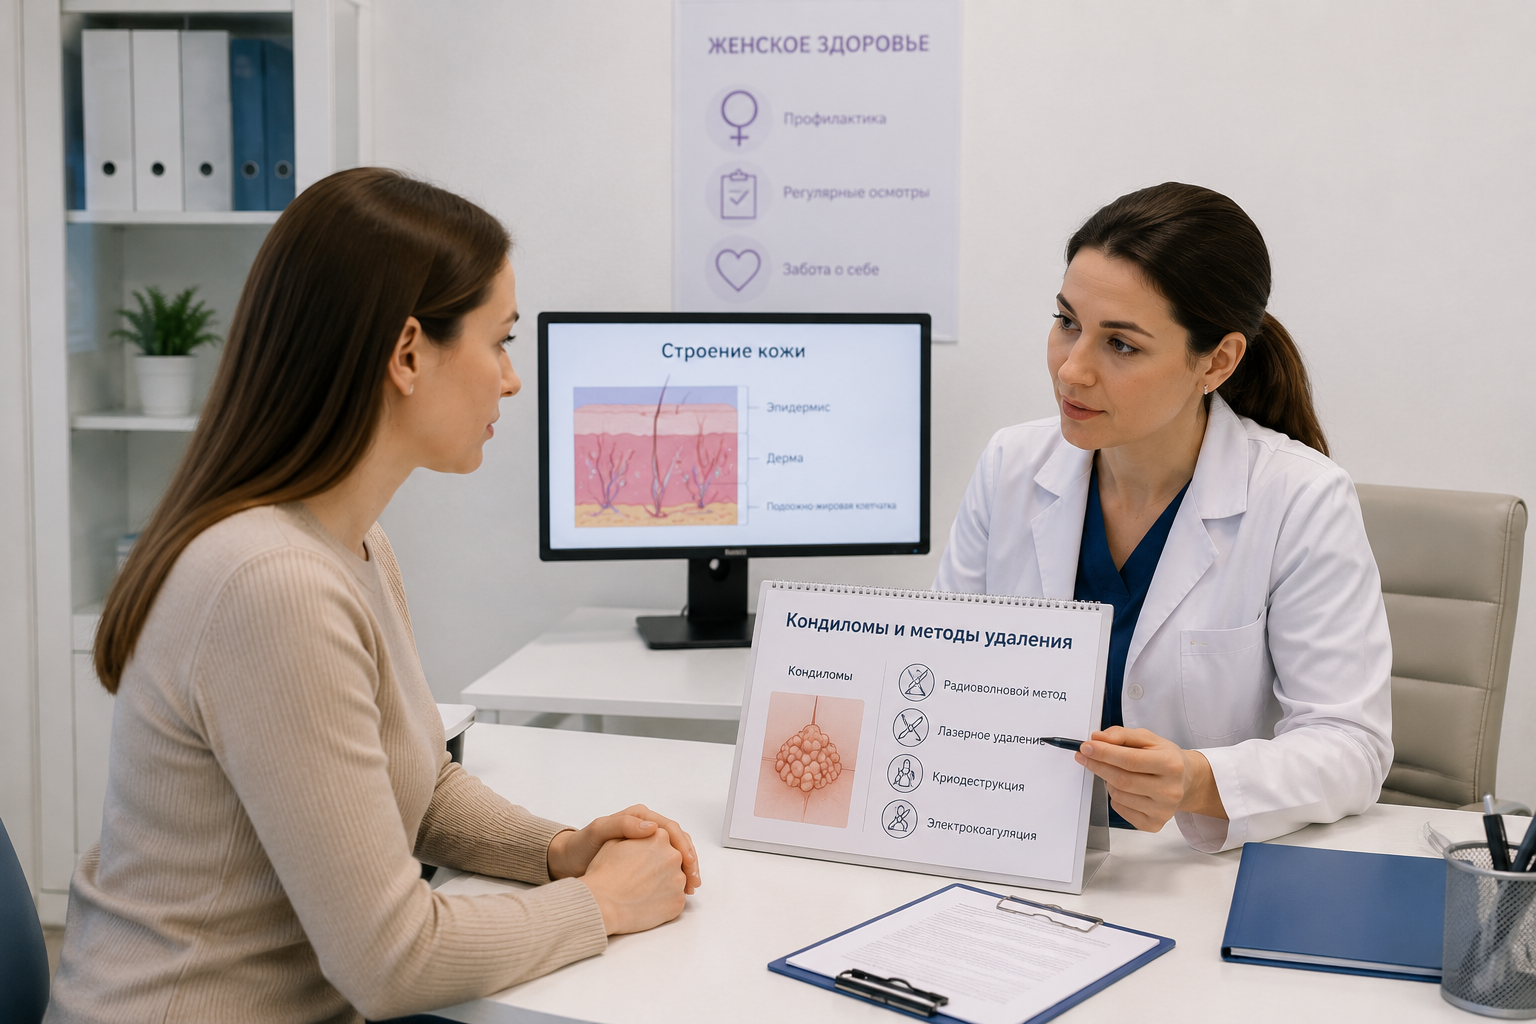 ЖЕНСКОЕ ЗДОРОВЬЕ
Профилактика
Регулярные осмотры
Забота о себе
Строение кожи
Эпидермис
Дерма
Подкожно-жировая клетчатка
Кондиломы и методы удаления
Кондиломы
Радиоволновой метод
Лазерное удаление
Криодеструкция
Электрокоагуляция